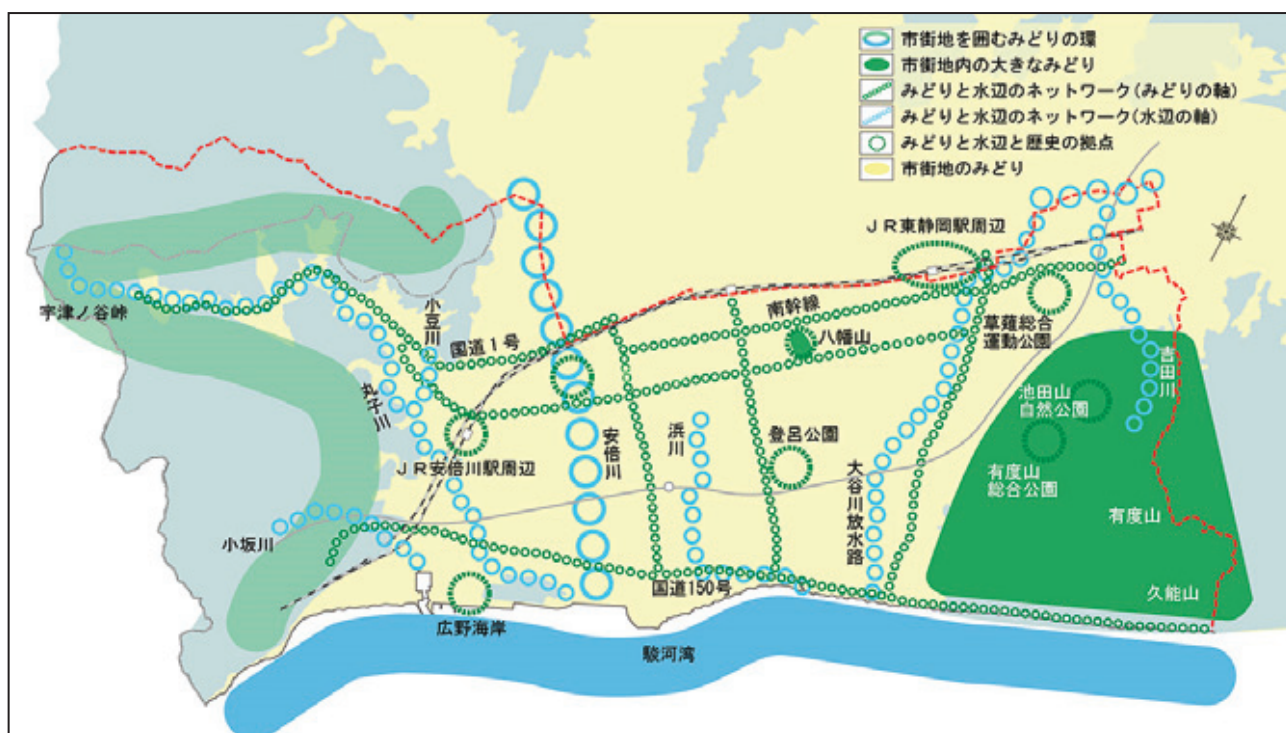 市街地を囲むみどりの環
市街地内の大きなみどり
みどりと水辺のネットワーク(みどりの軸)
みどりと水辺のネットワーク(水辺の軸)
みどりと水辺と歴史の拠点
市街地のみどり
JR東静岡駅周辺
宇津ノ谷峠
小豆川
国道1号
南幹線
八幡山
草薙総合
運動公園
吉田川
池田山
自然公園
丸子川
安倍川
浜川
登呂公園
JR安倍川駅周辺
大谷川放水路
有度山
総合公園
有度山
小坂川
国道150号
久能山
広野海岸
駿河湾